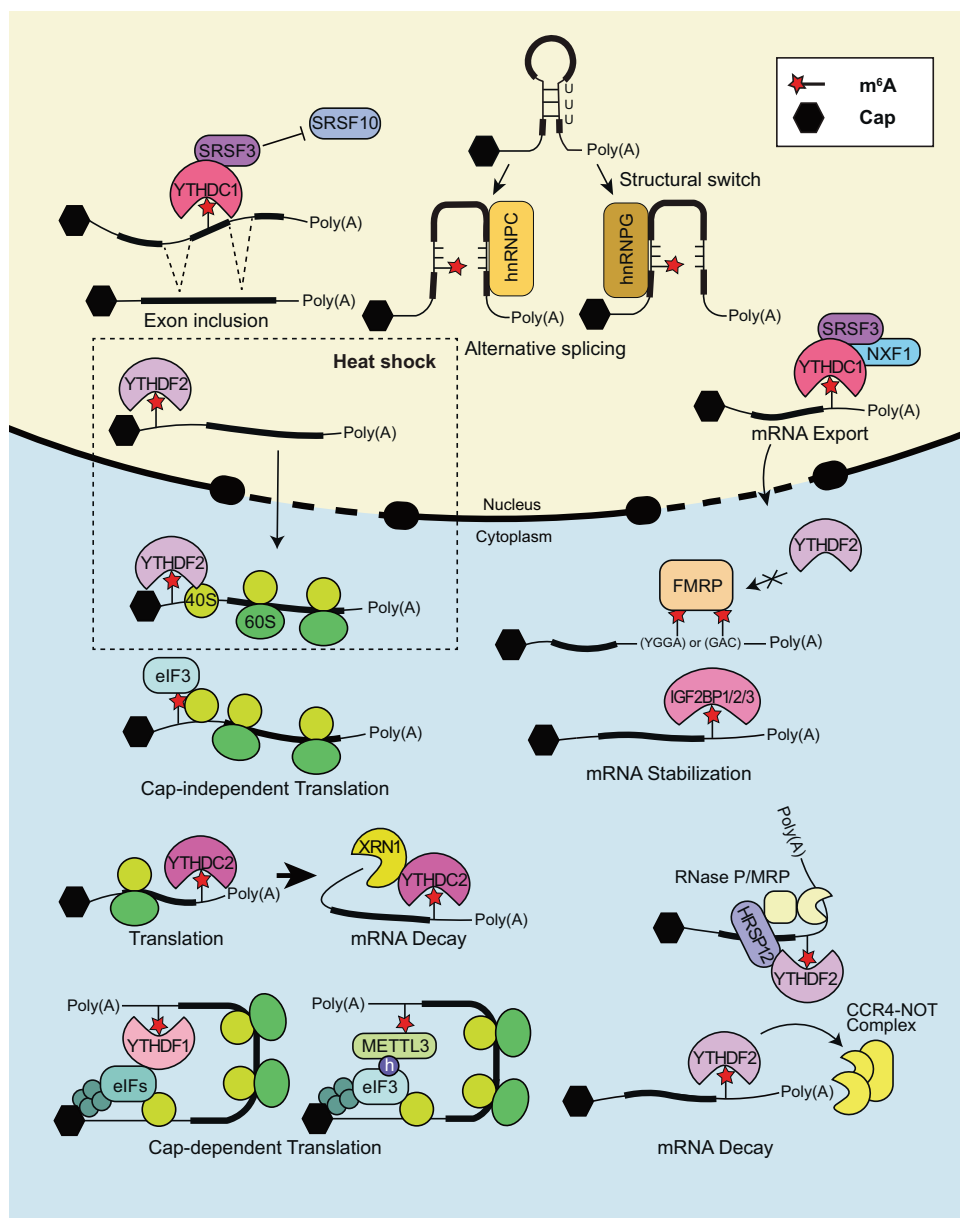 m⁶A
Cap
SRSF10
SRSF3
YTHDC1
Poly(A)
Poly(A)
Exon inclusion
U
U
U
Poly(A)
Structural switch
hnRNPC
Poly(A)
hnRNPG
Poly(A)
Alternative splicing
SRSF3
NXF1
YTHDC1
Poly(A)
mRNA Export
Heat shock
YTHDF2
Poly(A)
Nucleus
Cytoplasm
YTHDF2
40S
60S
Poly(A)
YTHDF2
FMRP
(YGGA) or (GAC)
Poly(A)
eIF3
Poly(A)
Cap-independent Translation
IGF2BP1/2/3
Poly(A)
mRNA Stabilization
YTHDC2
Poly(A)
Translation
XRN1
YTHDC2
Poly(A)
mRNA Decay
Poly(A)
RNase P/MRP
HRSP12
YTHDF2
Poly(A)
YTHDF1
eIFs
Poly(A)
METTL3
h
eIF3
Cap-dependent Translation
CCR4-NOT
Complex
YTHDF2
Poly(A)
mRNA Decay